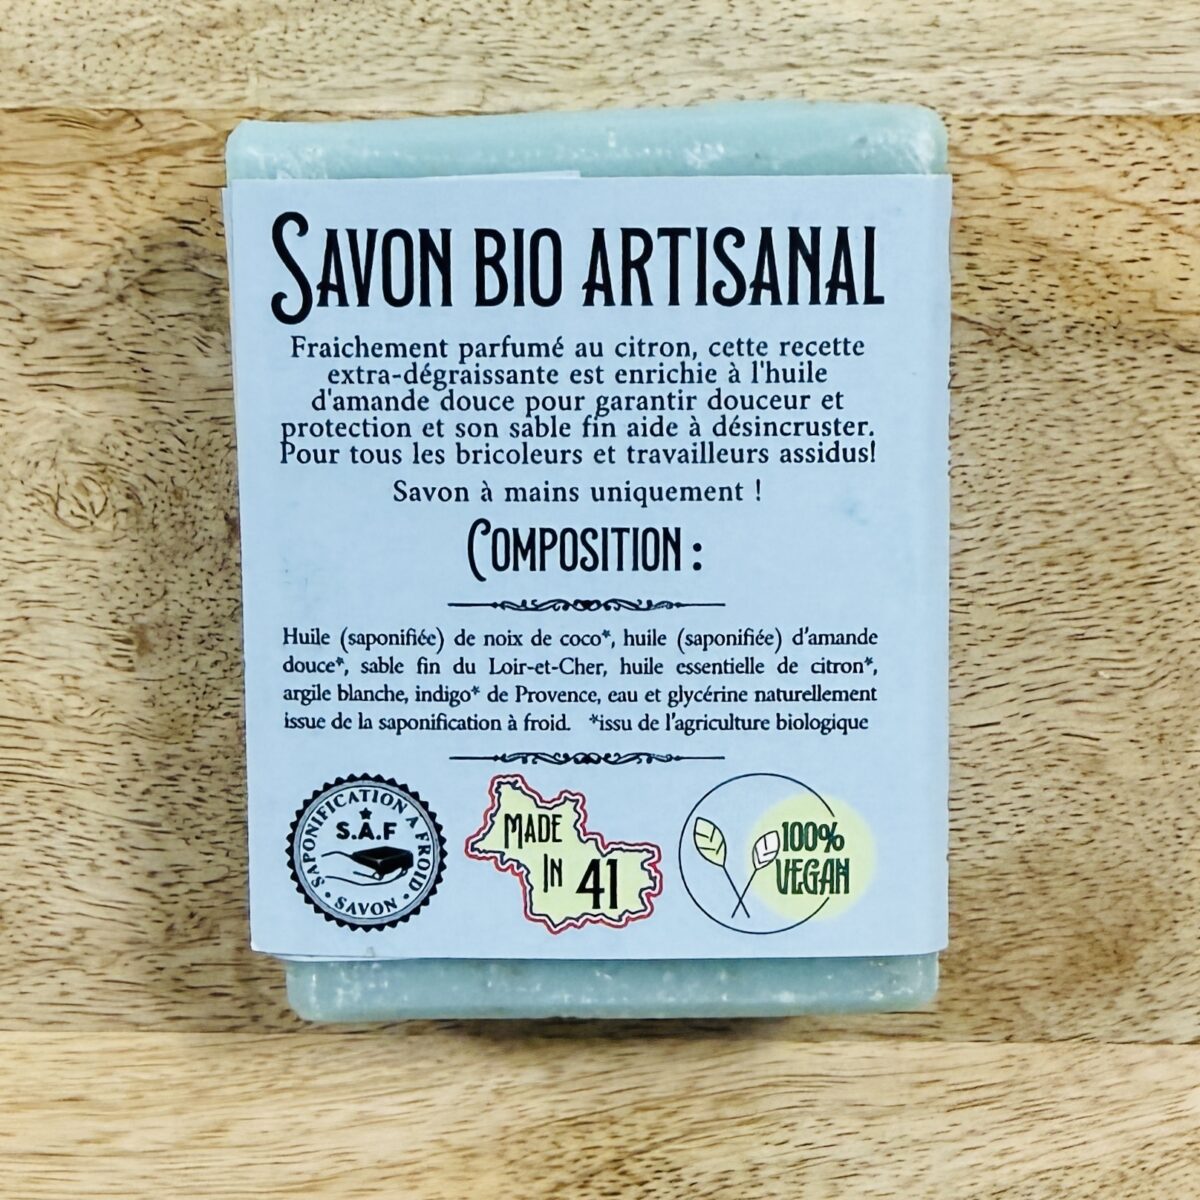 SAVON BIO ARTISANAL
Fraichement parfumé au citron, cette recette
extra-dégraissante est enrichie à l'huile
d'amande douce pour garantir douceur et
protection et son sable fin aide à désincruster.
Pour tous les bricoleurs et travailleurs assidus!
Savon à mains uniquement !
COMPOSITION :
Huile (saponifiée) de noix de coco*, huile (saponifiée) d'amande
douce*, sable fin du Loir-et-Cher, huile essentielle de citron*,
argile blanche, indigo* de Provence, eau et glycérine naturellement
issue de la saponification à froid. *issu de l'agriculture biologique
SAPONIFICATION A FROID
S.A.F
SAVON
MADE
IN 41
100%
VEGAN